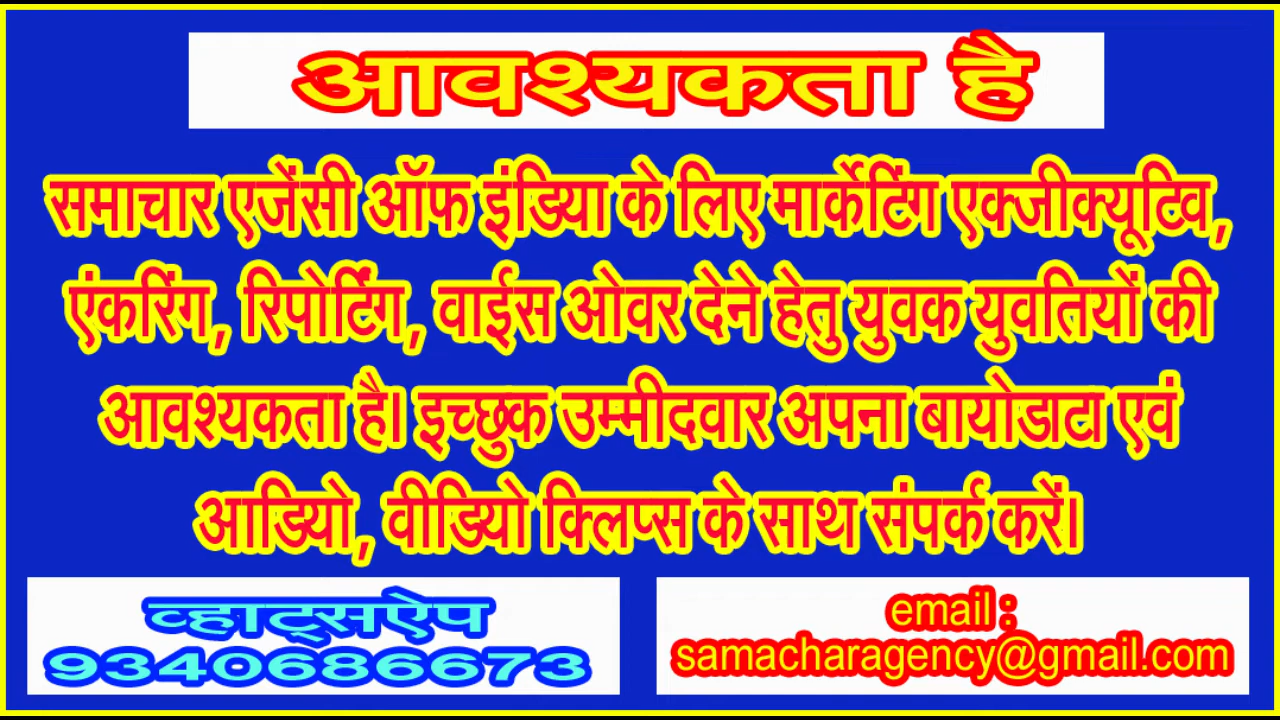 आवश्यकता है
समाचार एजेंसी ऑफ इंडिया के लिए मार्केटिंग एक्जीक्यूटिव,
एंकरिंग, रिपोर्टिंग, वाईस ओवर देने हेतु युवक युवतियों की
आवश्यकता है। इच्छुक उम्मीदवार अपना बायोडाटा एवं
आडियो, वीडियो क्लिप्स के साथ संपर्क करें।
व्हाट्सऐप
9340686673
email :
samacharagency@gmail.com